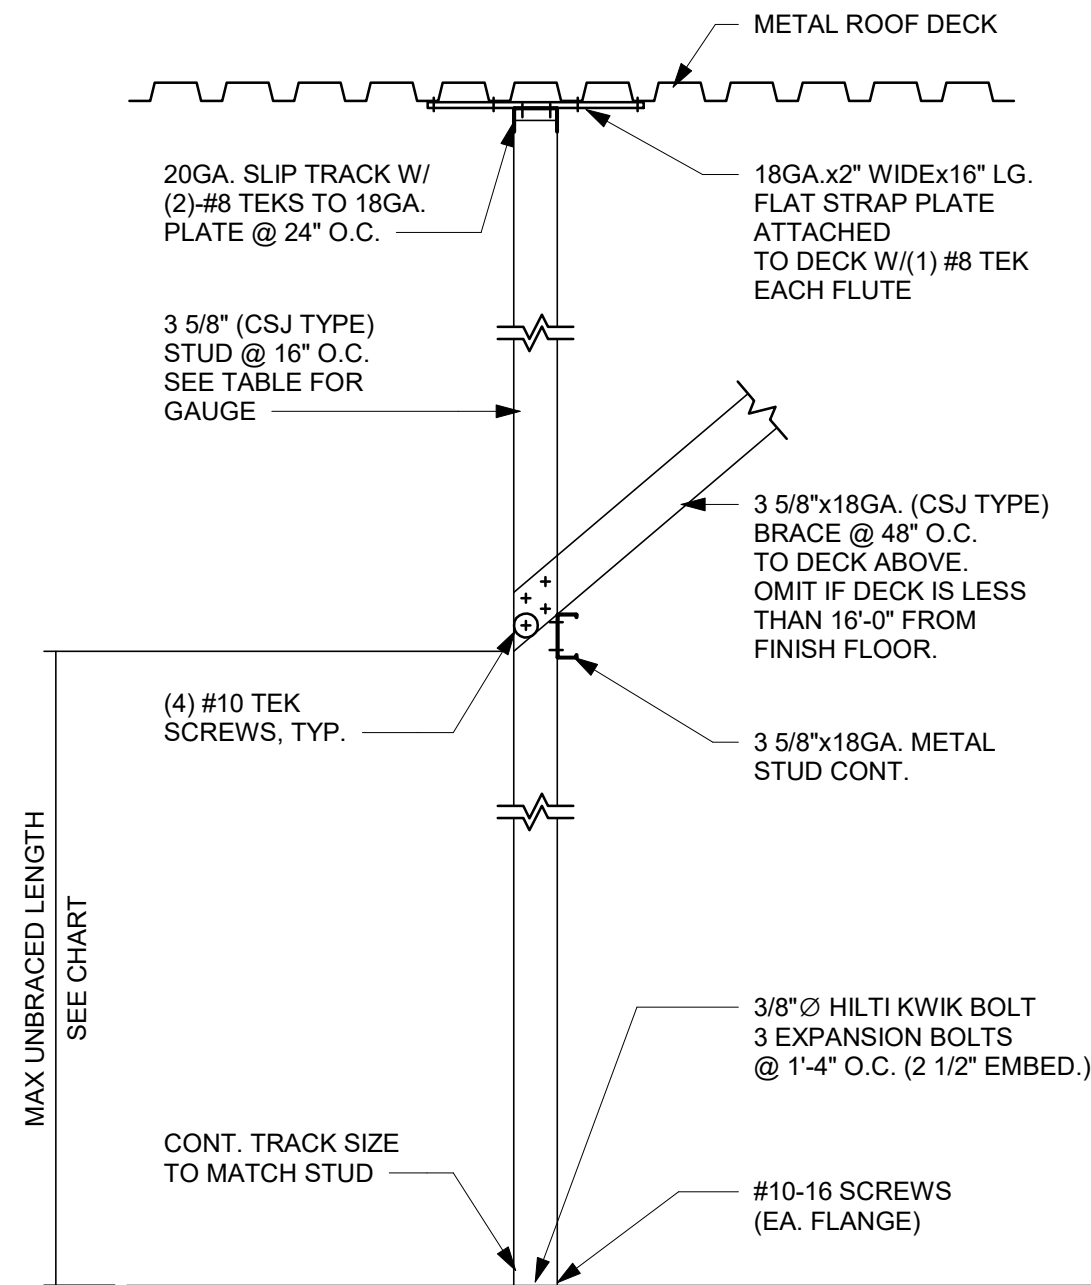 METAL ROOF DECK
20GA. SLIP TRACK W/
(2)-#8 TEKS TO 18GA.
PLATE @ 24" O.C.
18GA.x2" WIDEx16" LG.
FLAT STRAP PLATE
ATTACHED
TO DECK W/(1) #8 TEK
EACH FLUTE
3 5/8" (CSJ TYPE)
STUD @ 16" O.C.
SEE TABLE FOR
GAUGE
3 5/8"x18GA. (CSJ TYPE)
BRACE @ 48" O.C.
TO DECK ABOVE.
OMIT IF DECK IS LESS
THAN 16'-0" FROM
FINISH FLOOR.
(4) #10 TEK
SCREWS, TYP.
3 5/8"x18GA. METAL
STUD CONT.
MAX UNBRACED LENGTH
SEE CHART
3/8"∅ HILTI KWIK BOLT
3 EXPANSION BOLTS
@ 1'-4" O.C. (2 1/2" EMBED.)
CONT. TRACK SIZE
TO MATCH STUD
#10-16 SCREWS
(EA. FLANGE)